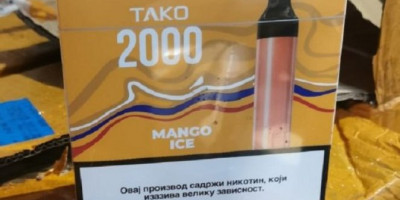 TAKO
2000
MANGO
ICE
Овај производ садржи никотин, који
изазива велику зависност.